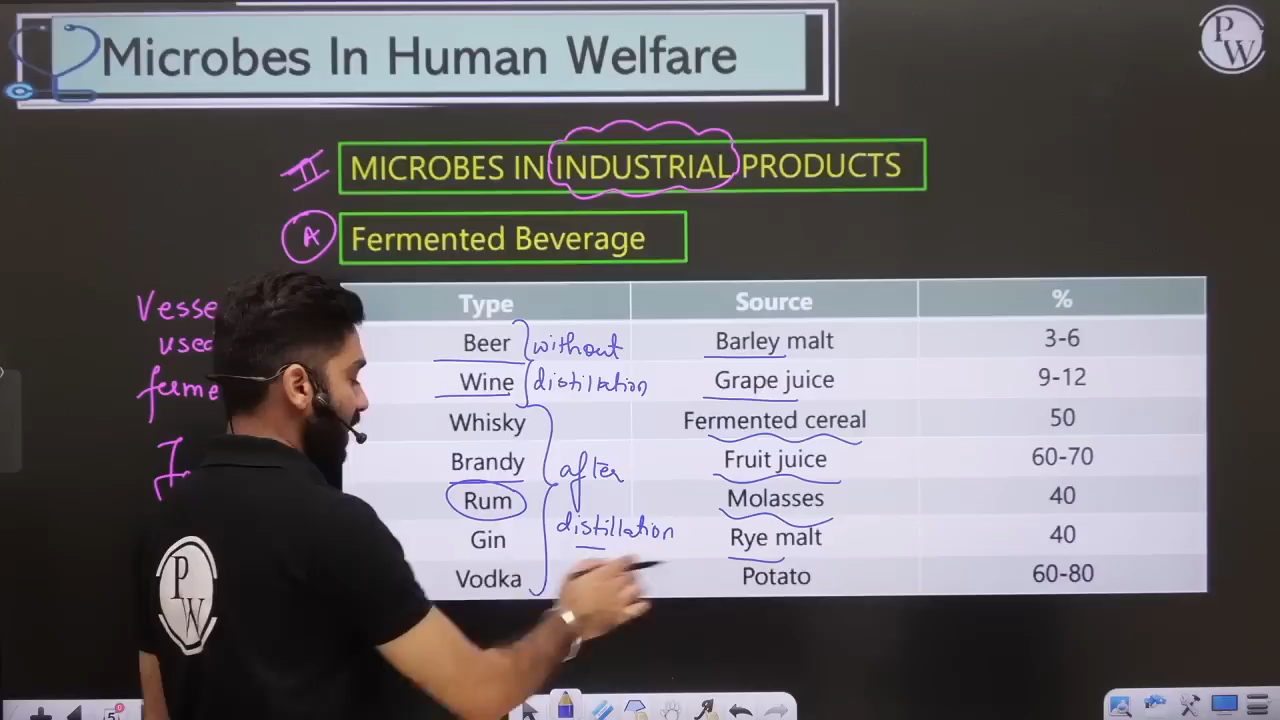 Microbes In Human Welfare
P
W
II MICROBES IN INDUSTRIAL PRODUCTS
A Fermented Beverage
Type Source %
Beer Barley malt 3-6
Wine Grape juice 9-12
Whisky Fermented cereal 50
Brandy Fruit juice 60-70
Rum Molasses 40
Gin Rye malt 40
Vodka Potato 60-80
without
distillation
after
distillation
Vesse
used
ferme
P
W